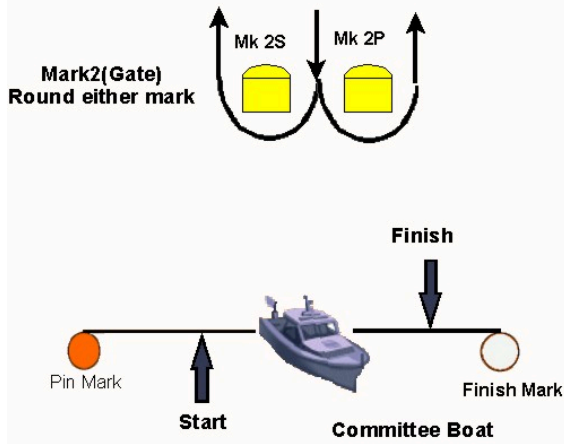 Mk 2S
Mk 2P
Mark2(Gate)
Round either mark
Finish
Pin Mark
Finish Mark
Start
Committee Boat